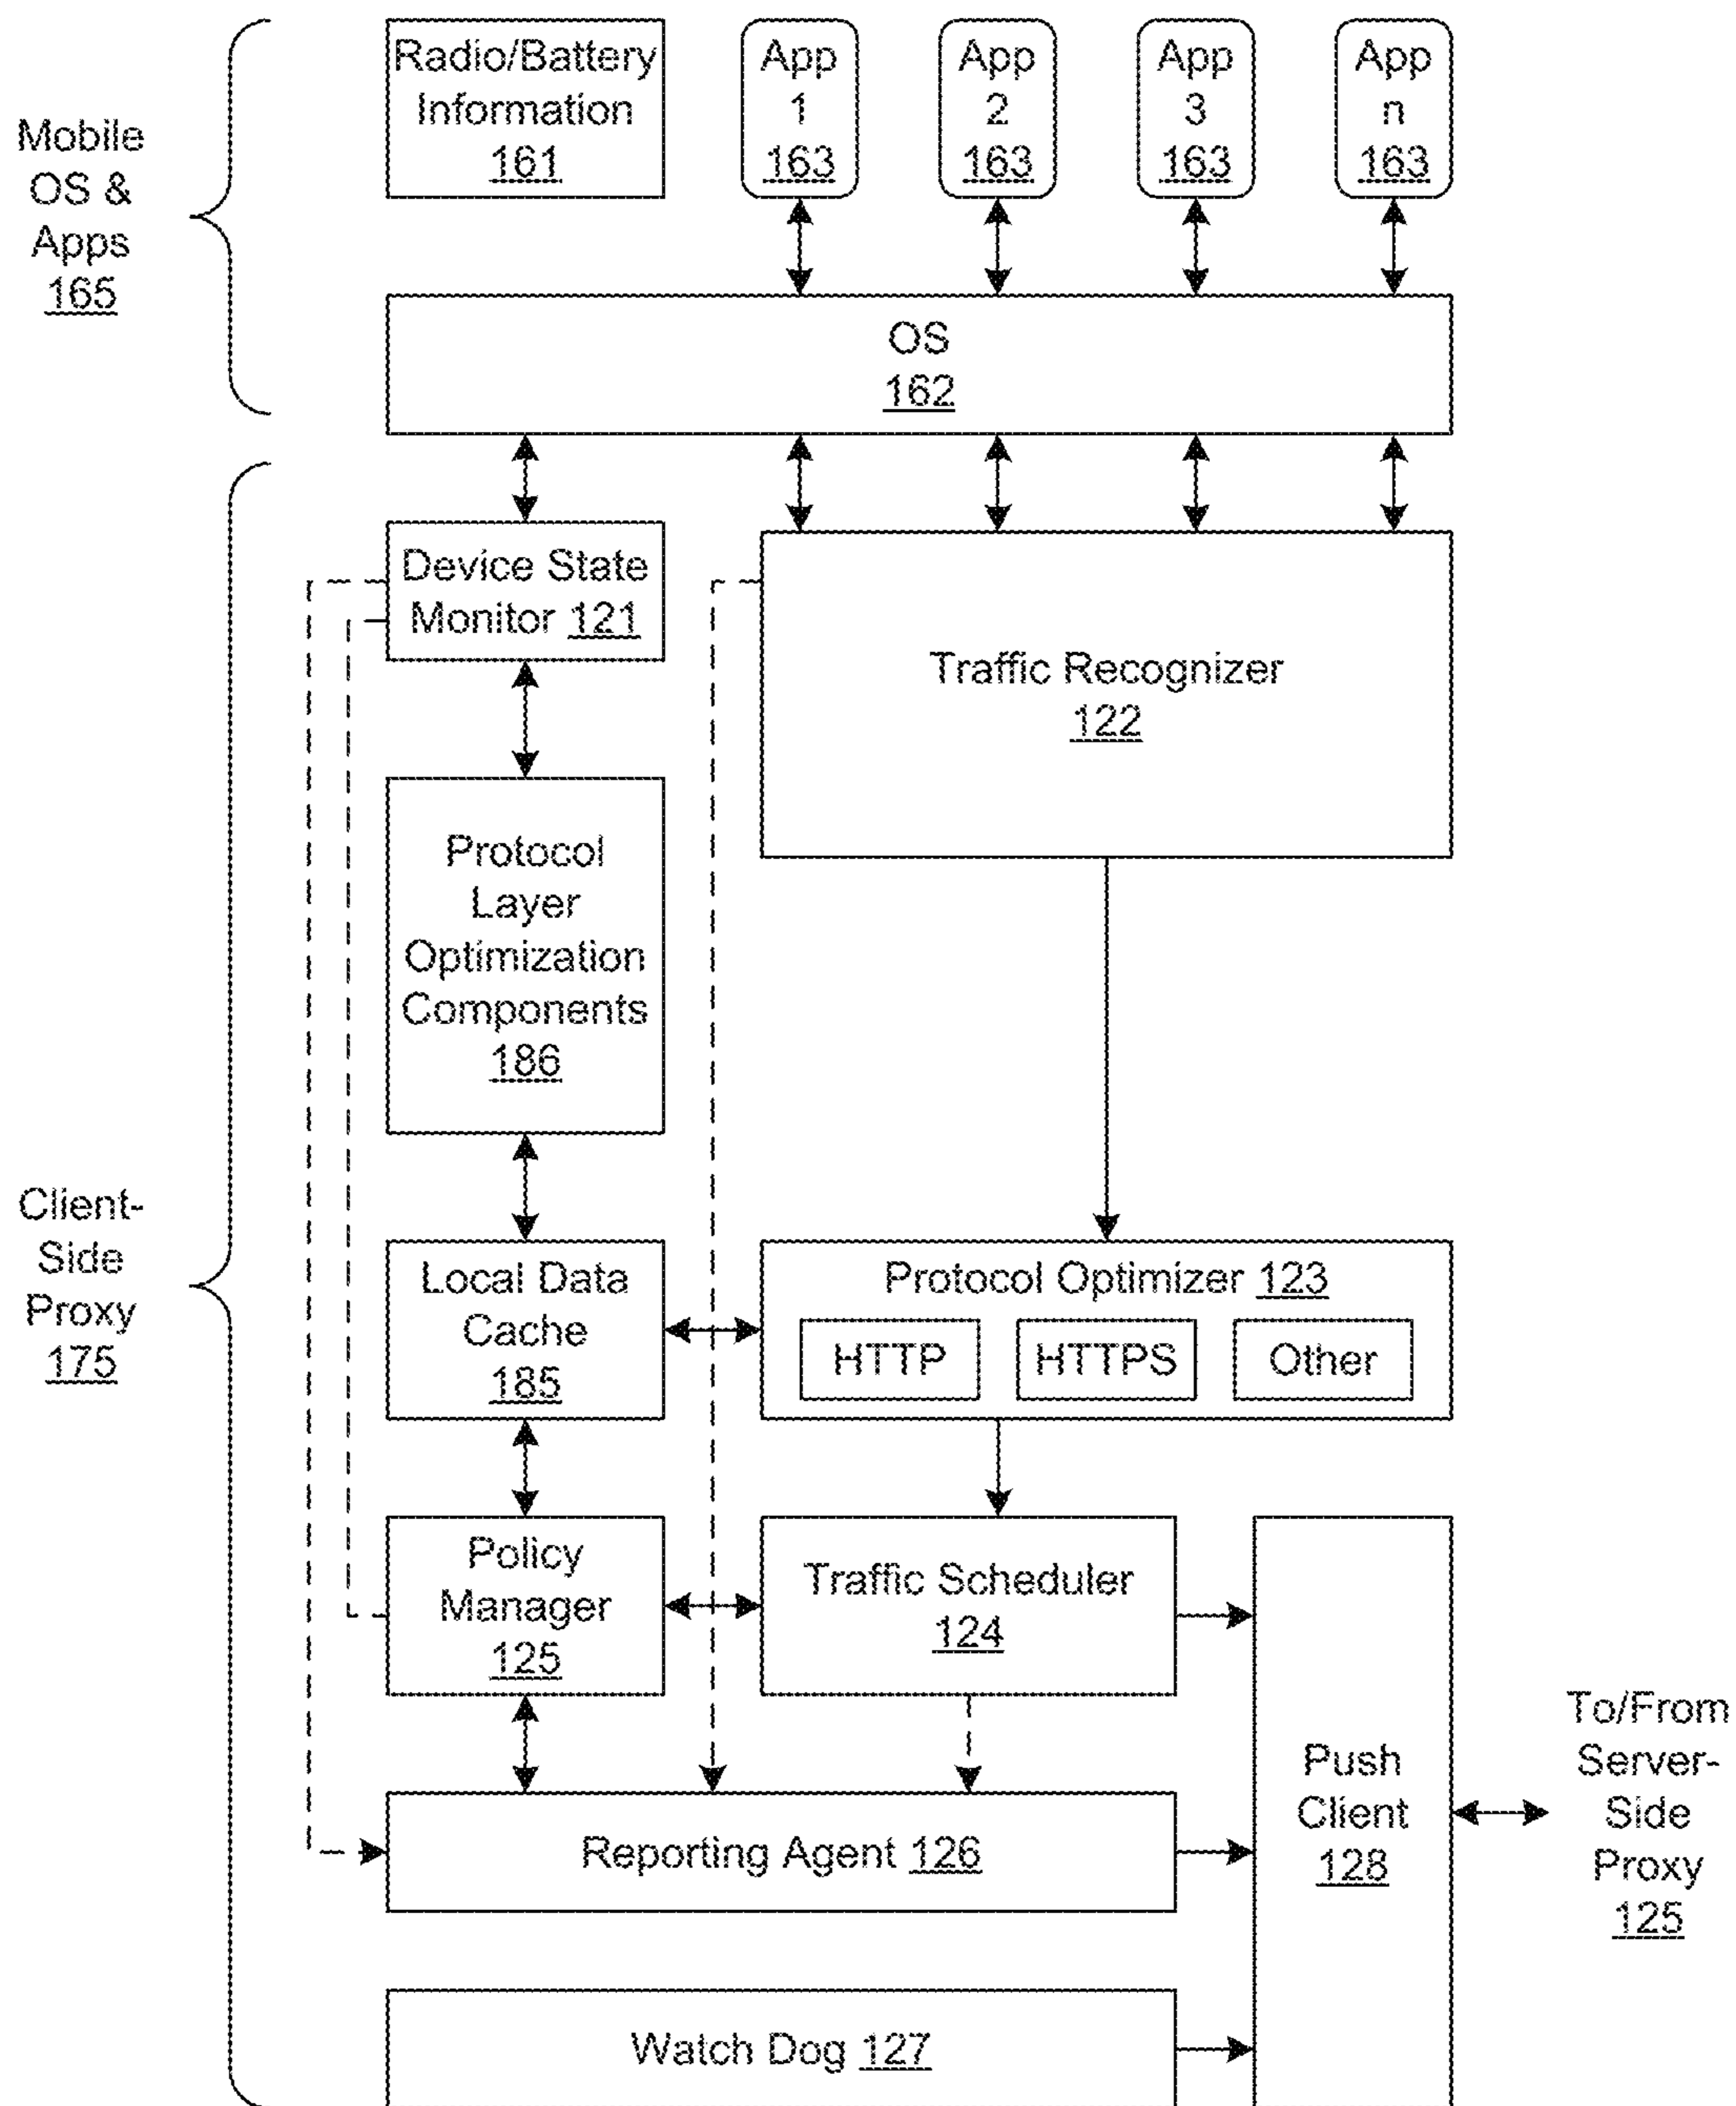 Mobile
OS &
Apps
165
Radio/Battery
Information
161
App
1
163
App
2
163
App
3
163
App
n
163
OS
162
Client-
Side
Proxy
175
Device State
Monitor 121
Traffic Recognizer
122
Protocol
Layer
Optimization
Components
186
Local Data
Cache
185
Protocol Optimizer 123
HTTP
HTTPS
Other
Policy
Manager
125
Traffic Scheduler
124
Push
Client
128
To/From
Server-
Side
Proxy
125
Reporting Agent 126
Watch Dog 127